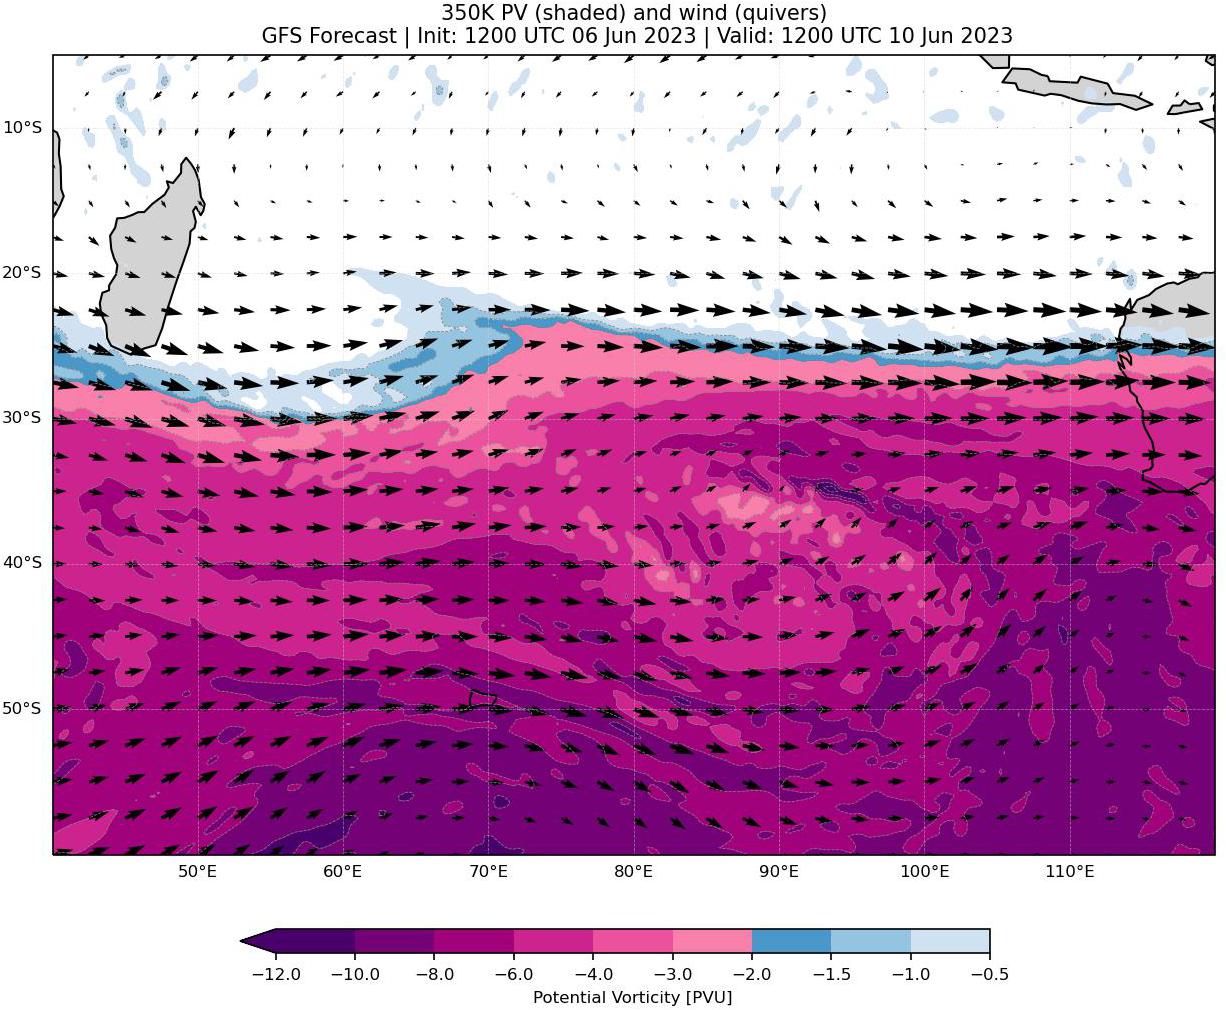 350K PV (shaded) and wind (quivers)
GFS Forecast | Init: 1200 UTC 06 Jun 2023 | Valid: 1200 UTC 10 Jun 2023
10°S
20°S
30°S
40°S
50°S
50°E 60°E 70°E 80°E 90°E 100°E 110°E
−12.0 −10.0 −8.0 −6.0 −4.0 −3.0 −2.0 −1.5 −1.0 −0.5
Potential Vorticity [PVU]